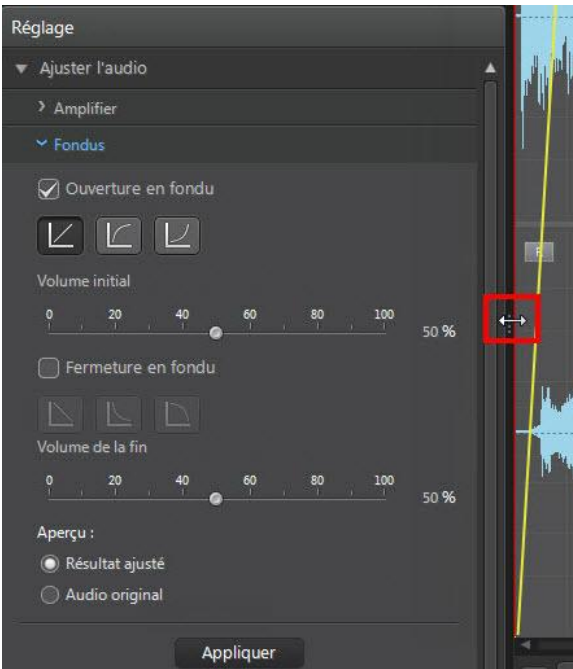 Réglage
Ajuster l'audio
Amplifier
Fondus
Ouverture en fondu
Volume initial
0 20 40 60 80 100
50 %
Fermeture en fondu
Volume de la fin
0 20 40 60 80 100
50 %
Aperçu :
Résultat ajusté
Audio original
Appliquer